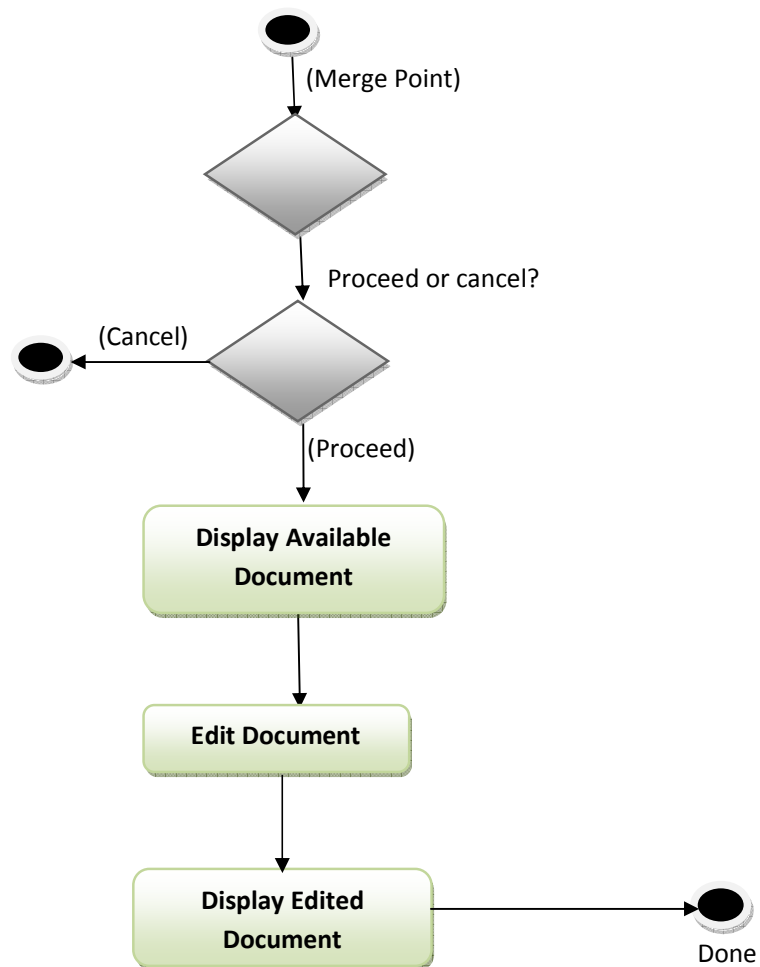 (Merge Point)
Proceed or cancel?
(Cancel)
(Proceed)
Display Available
Document
Edit Document
Display Edited
Document
Done